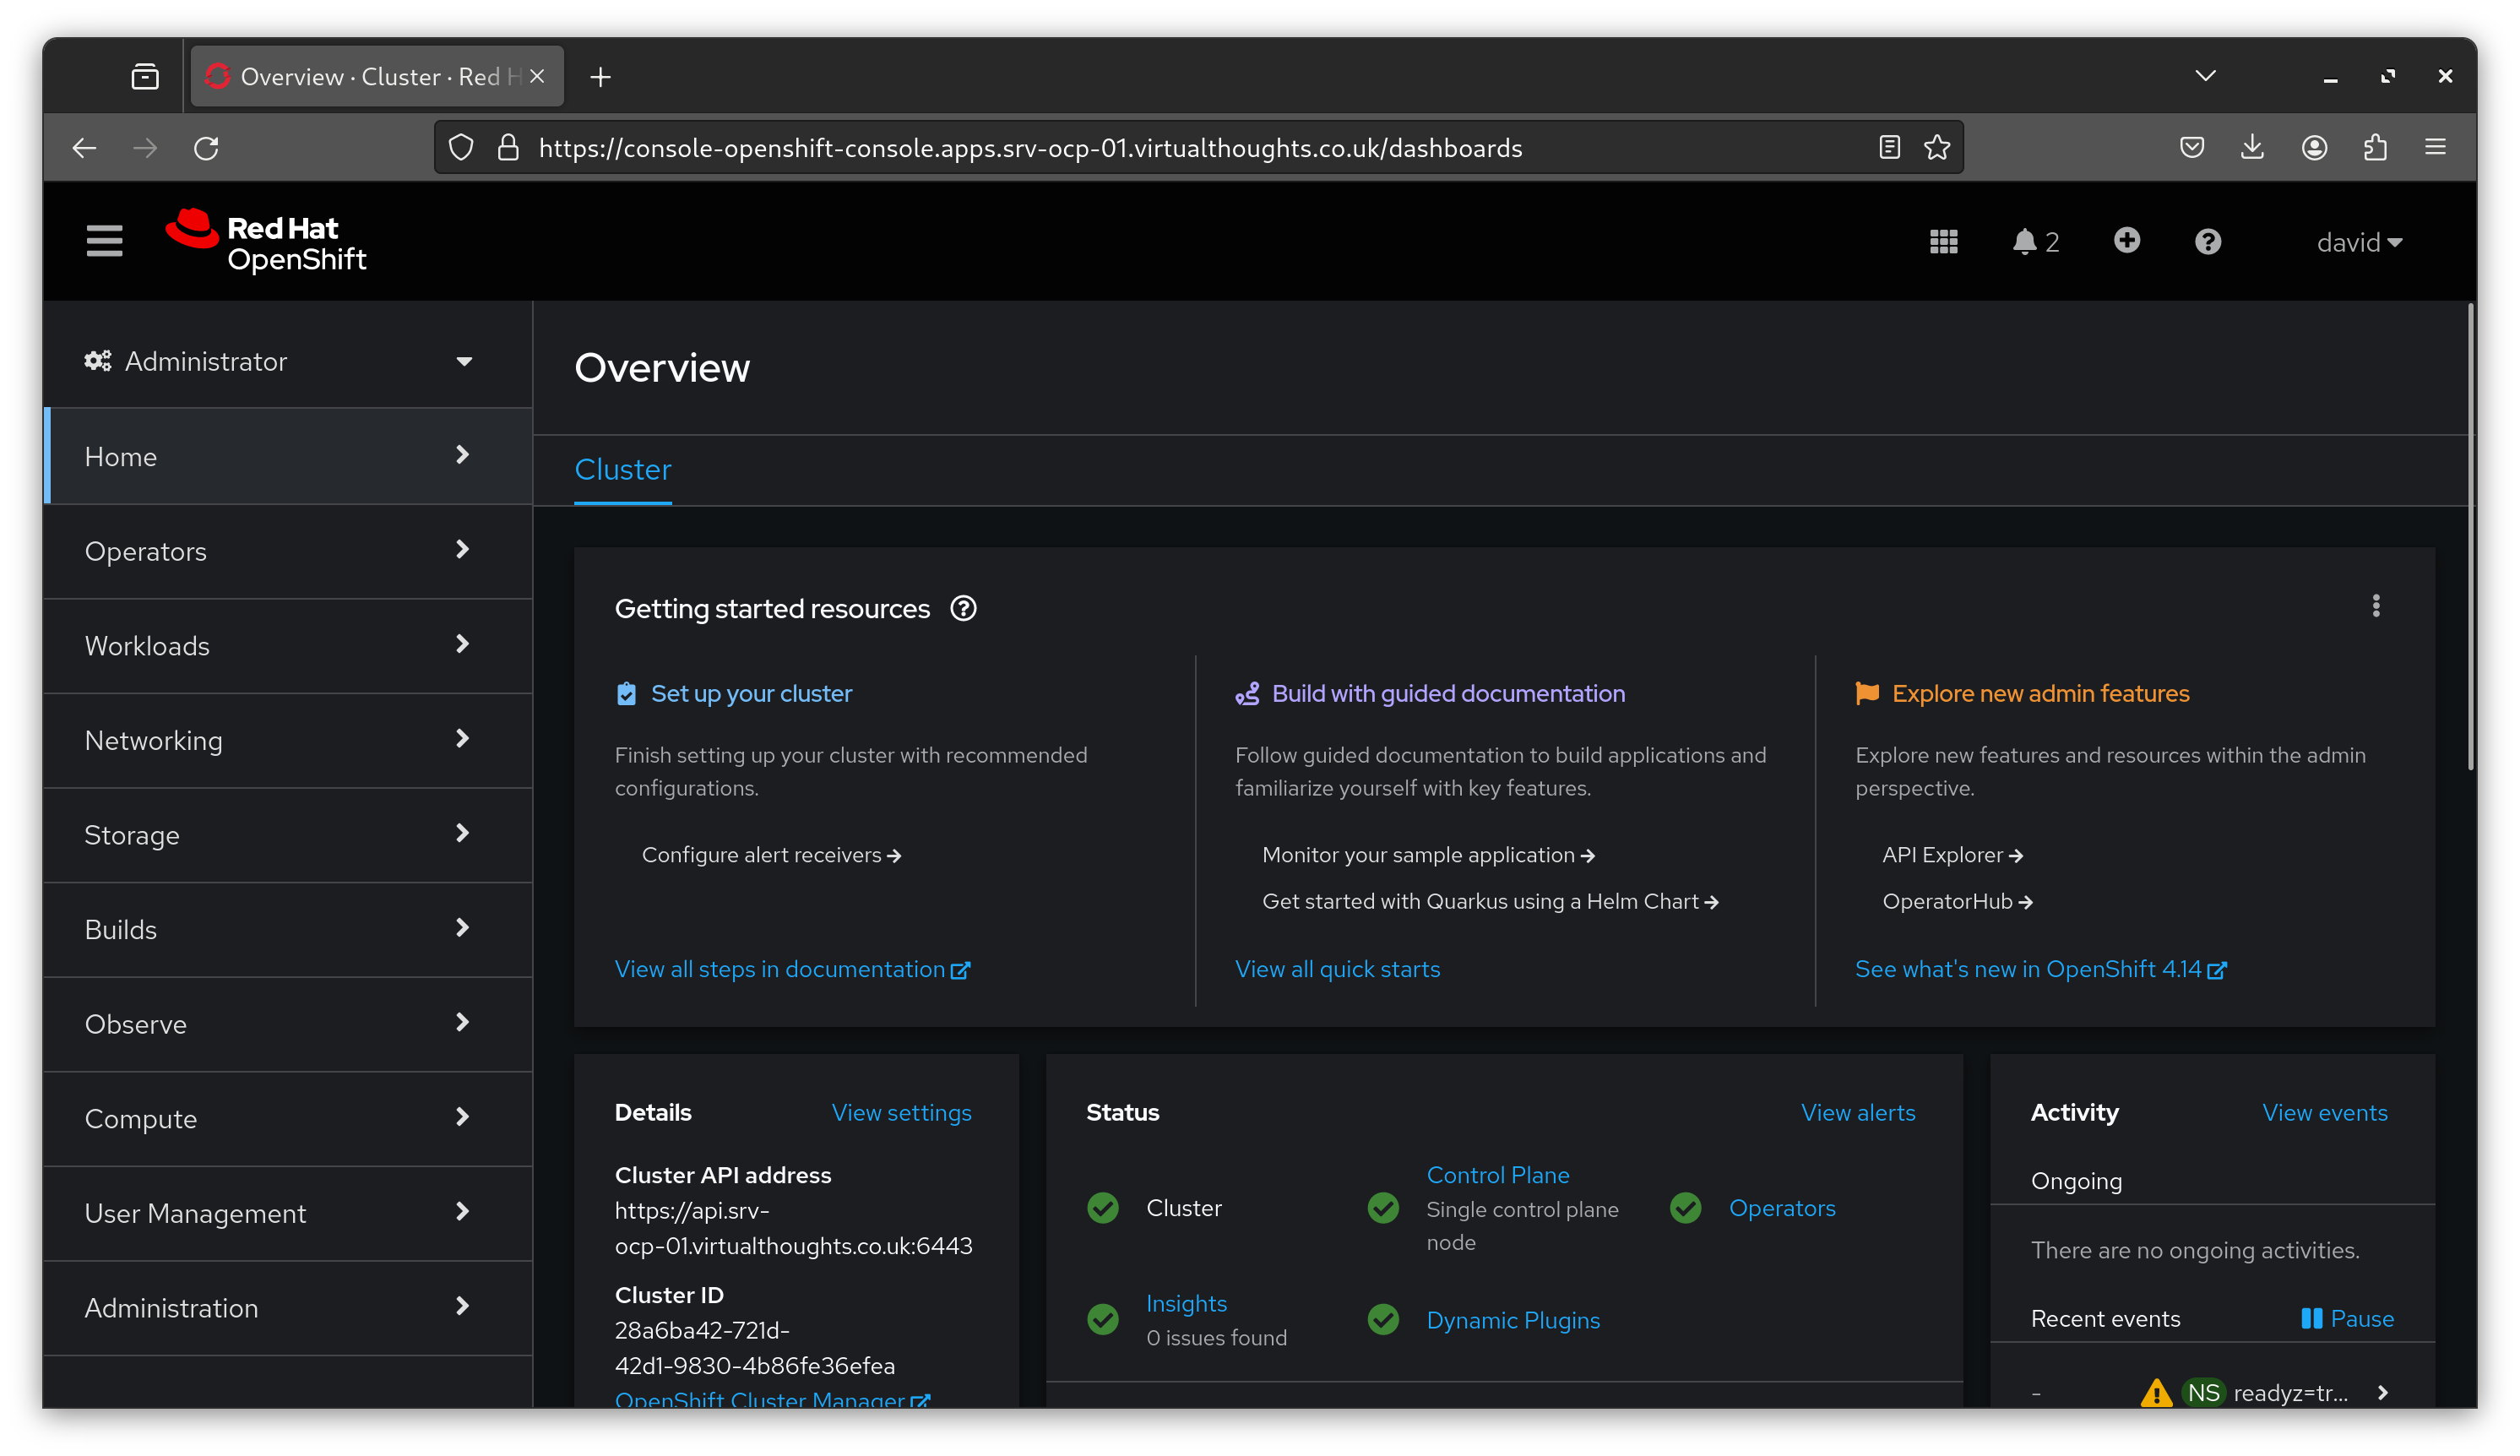 Overview · Cluster · Red H
https://console-openshift-console.apps.srv-ocp-01.virtualthoughts.co.uk/dashboards
Red Hat
OpenShift
2
david
Administrator
Home
Operators
Workloads
Networking
Storage
Builds
Observe
Compute
User Management
Administration
Overview
Cluster
Getting started resources
Set up your cluster
Finish setting up your cluster with recommended
configurations.
Configure alert receivers
View all steps in documentation
Build with guided documentation
Follow guided documentation to build applications and
familiarize yourself with key features.
Monitor your sample application
Get started with Quarkus using a Helm Chart
View all quick starts
Explore new admin features
Explore new features and resources within the admin
perspective.
API Explorer
OperatorHub
See what's new in OpenShift 4.14
Details
View settings
Cluster API address
https://api.srv-
ocp-01.virtualthoughts.co.uk:6443
Cluster ID
28a6ba42-721d-
42d1-9830-4b86fe36efea
OpenShift Cluster Manager
Status
View alerts
Cluster
Control Plane
Single control plane
node
Operators
Insights
0 issues found
Dynamic Plugins
Activity
View events
Ongoing
There are no ongoing activities.
Recent events
Pause
-
NS readyz=tr...